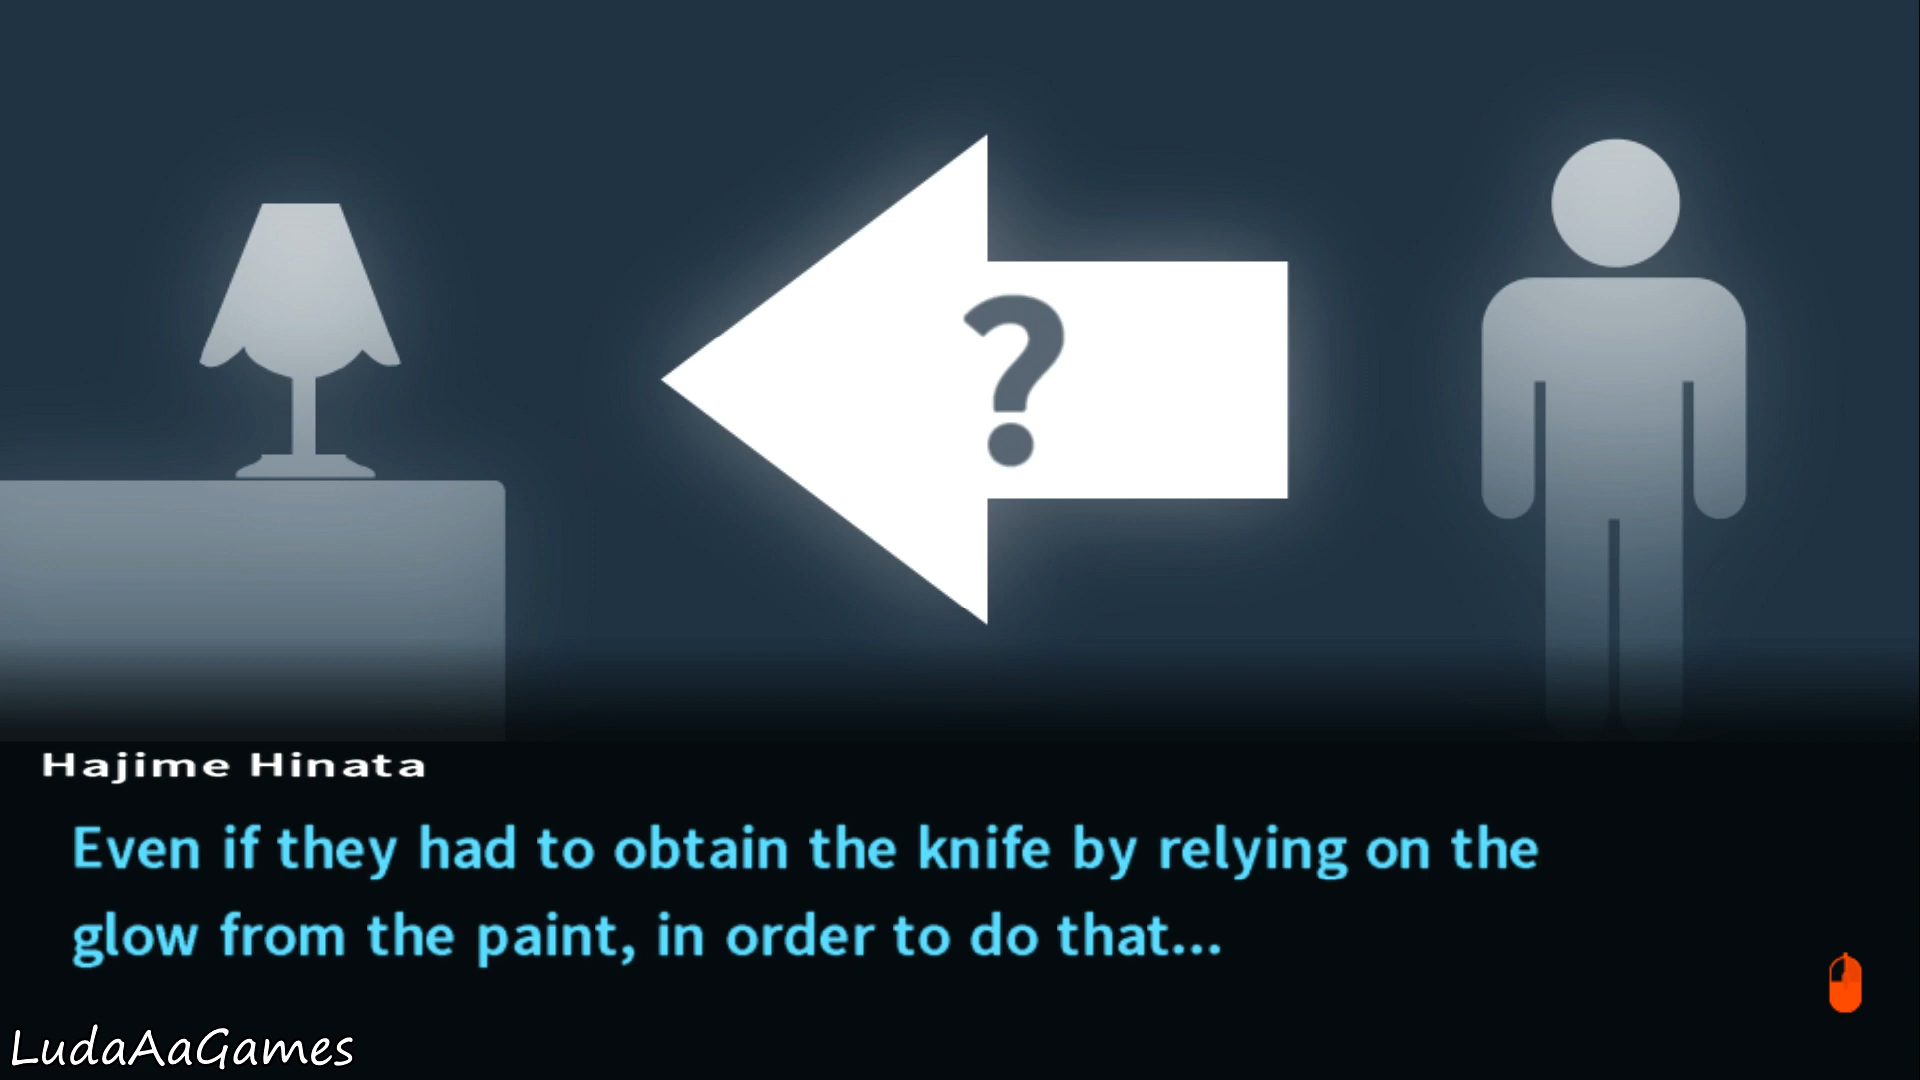 ?
Hajime Hinata
Even if they had to obtain the knife by relying on the
glow from the paint, in order to do that...
LudaAaGames